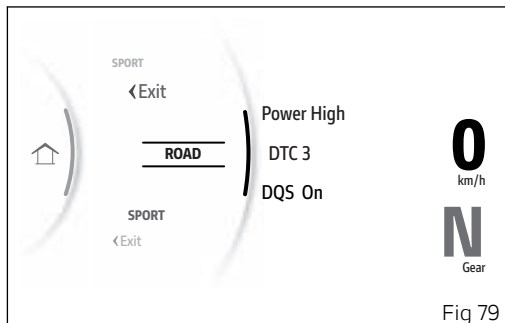 SPORT
‹Exit
Power High
ROAD
DTC 3
DQS On
SPORT
‹Exit
0
km/h
N
Gear
Fig 79